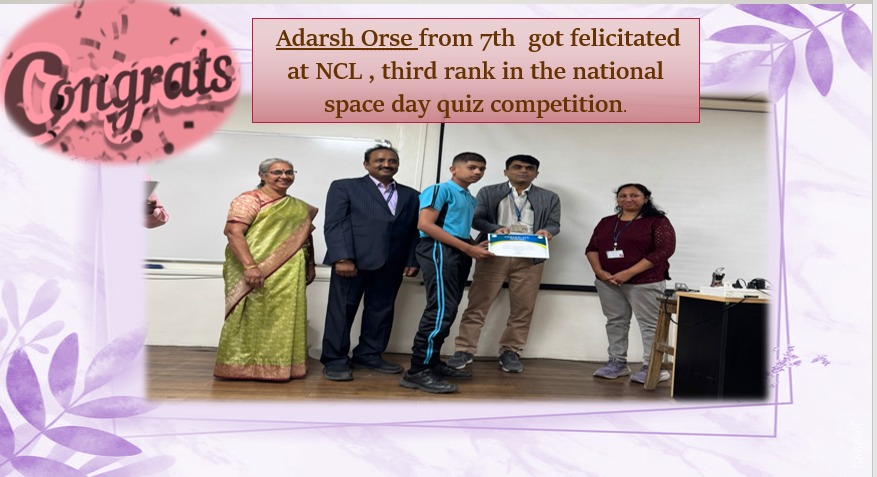 Congrats
Adarsh Orse from 7th got felicitated
at NCL , third rank in the national
space day quiz competition.